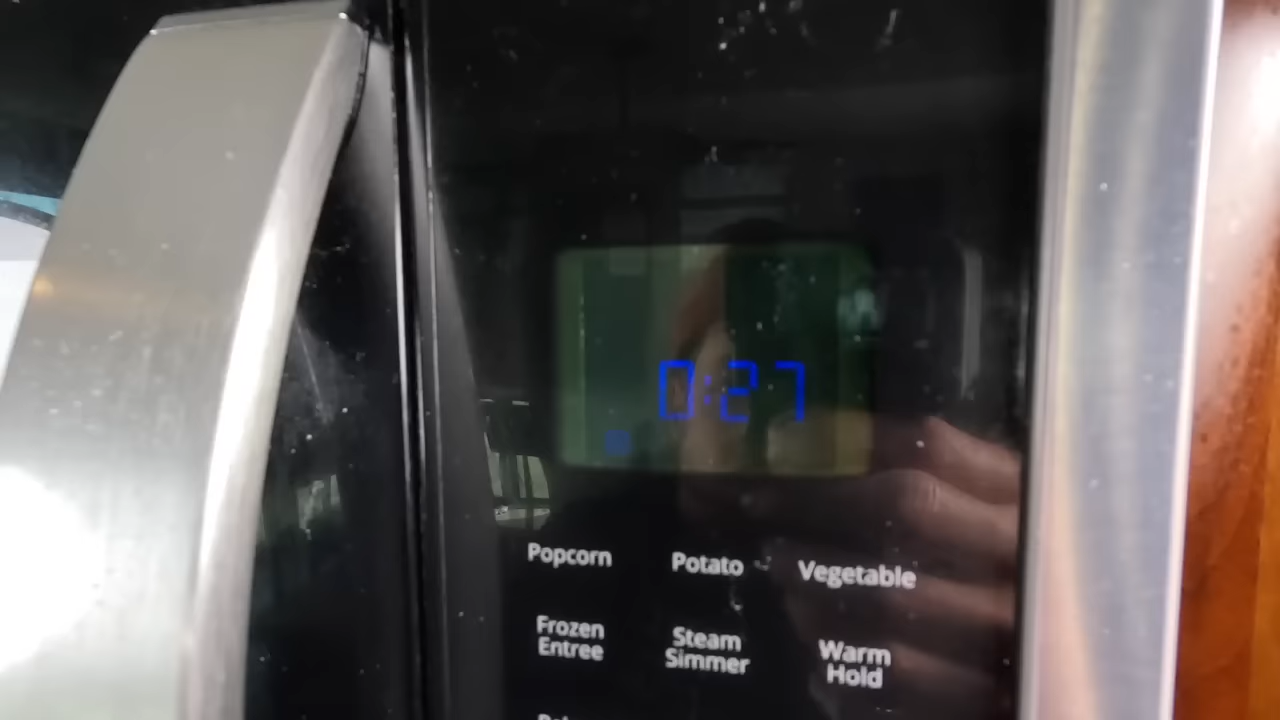 0:27
Popcorn Potato Vegetable
Frozen Entree
Steam Simmer
Warm Hold